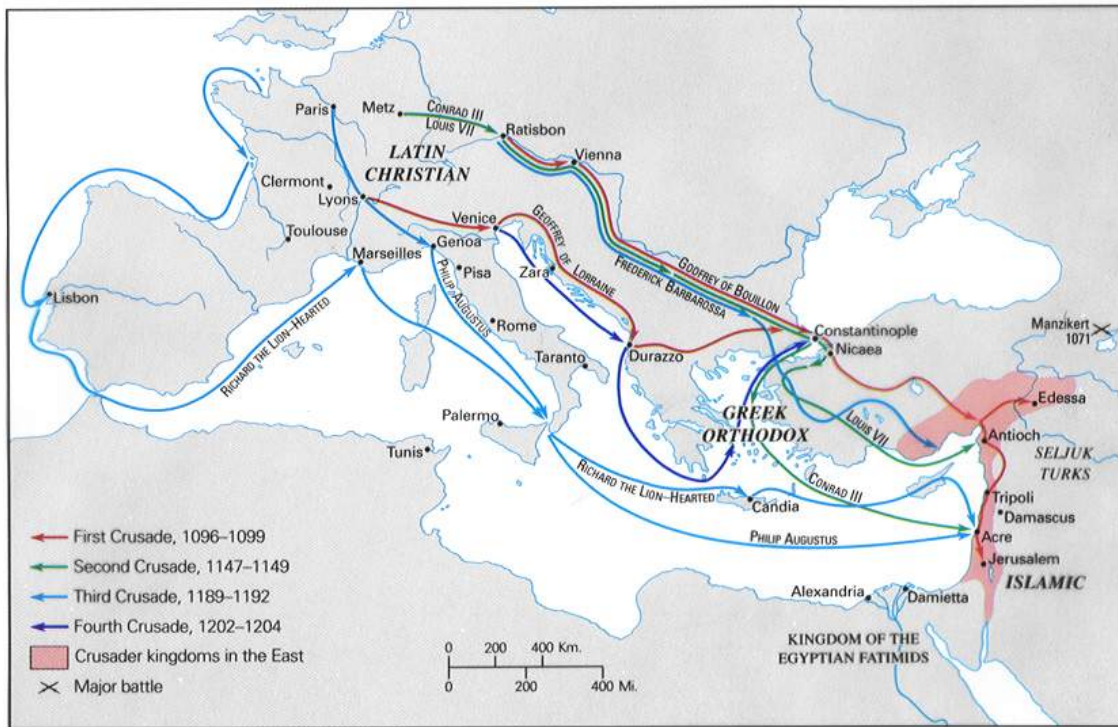 Paris
Metz
CONRAD III
LOUIS VII
Ratisbon
Vienna
LATIN
CHRISTIAN
Clermont
Lyons
Toulouse
Venice
Genoa
Marseilles
Pisa
Zara
GEOFFREY OF LORRAINE
FREDERICK BARBAROSSA
GODFREY OF BOUILLON
PHILIP AUGUSTUS
Lisbon
RICHARD THE LION-HEARTED
Rome
Taranto
Durazzo
Constantinople
Nicaea
Manzikert
1071
Edessa
Palermo
Tunis
GREEK
ORTHODOX
LOUIS VII
Antioch
SELJUK
TURKS
RICHARD THE LION-HEARTED
Candia
CONRAD III
Tripoli
Damascus
PHILIP AUGUSTUS
Acre
Jerusalem
ISLAMIC
Alexandria
Damietta
KINGDOM OF THE
EGYPTIAN FATIMIDS
First Crusade, 1096–1099
Second Crusade, 1147–1149
Third Crusade, 1189–1192
Fourth Crusade, 1202–1204
Crusader kingdoms in the East
Major battle
0 200 400 Km.
0 200 400 Mi.